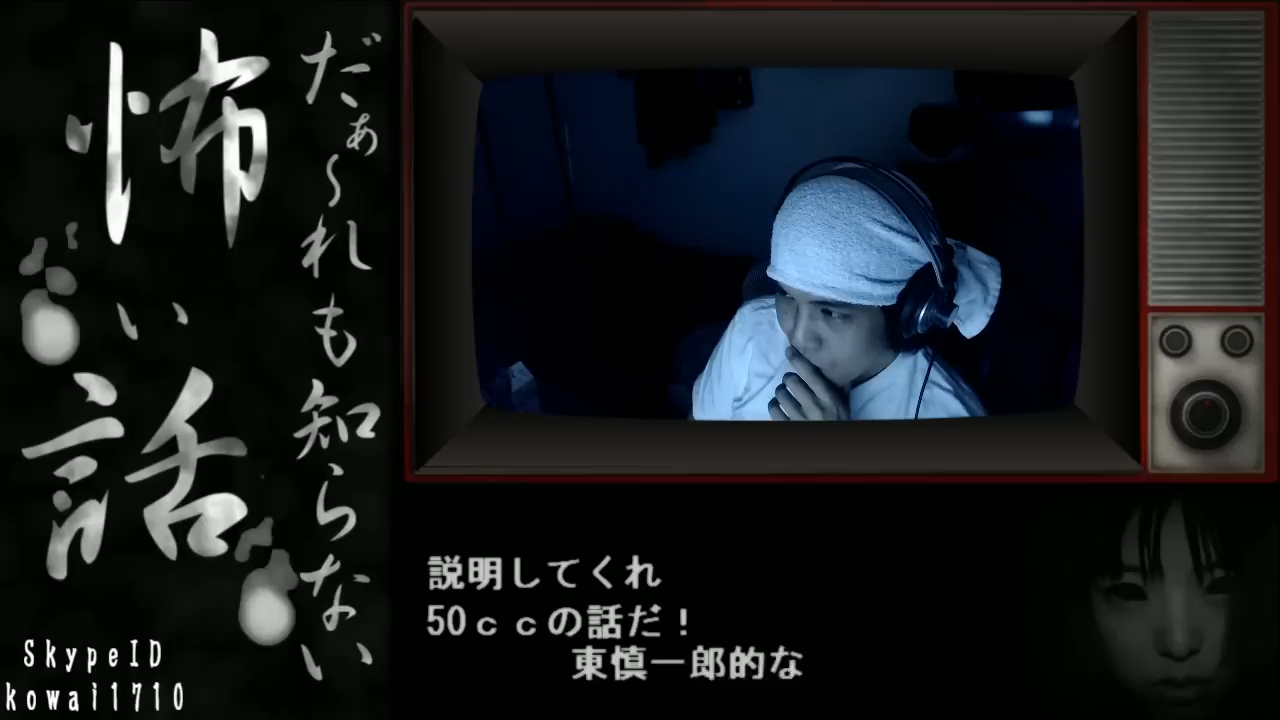 だぁ～れも知らない
怖い話
SkypeID
kowai1710
説明してくれ
50ｃｃの話だ！
東慎一郎的な